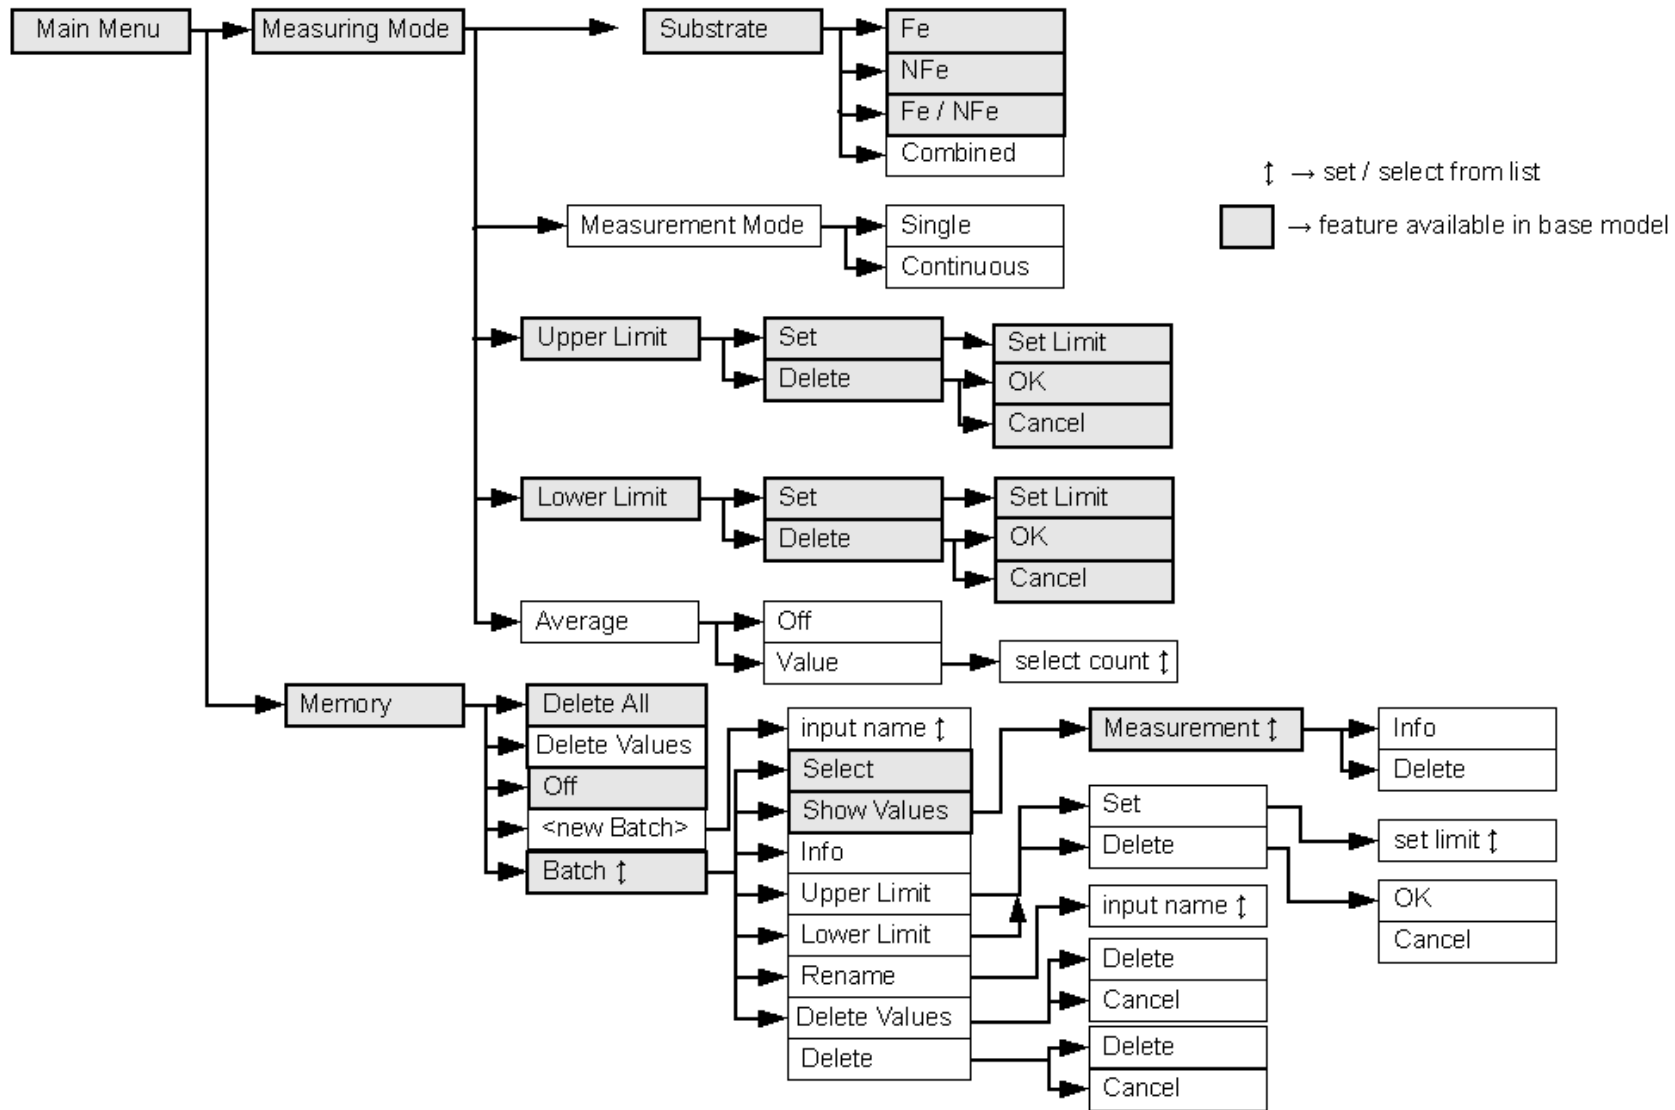 Main Menu
Measuring Mode
Substrate
Fe
NFe
Fe / NFe
Combined
↕ → set / select from list
→ feature available in base model
Measurement Mode
Single
Continuous
Upper Limit
Set
Delete
Set Limit
OK
Cancel
Lower Limit
Set
Delete
Set Limit
OK
Cancel
Average
Off
Value
select count ↕
Memory
Delete All
Delete Values
Off
<new Batch>
Batch ↕
input name ↕
Select
Show Values
Info
Upper Limit
Lower Limit
Rename
Delete Values
Delete
Measurement ↕
Info
Delete
Set
Delete
set limit ↕
OK
Cancel
input name ↕
Delete
Cancel
Delete
Cancel